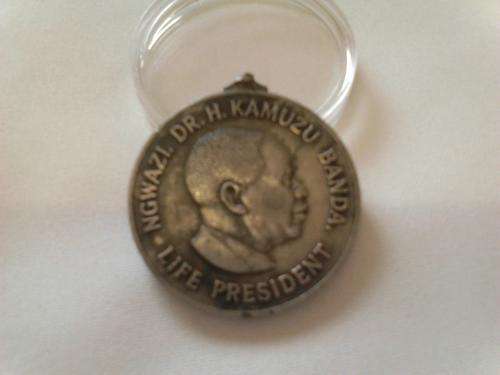 NGWAZI. DR. H. KAMUZU BANDA.
LIFE PRESIDENT